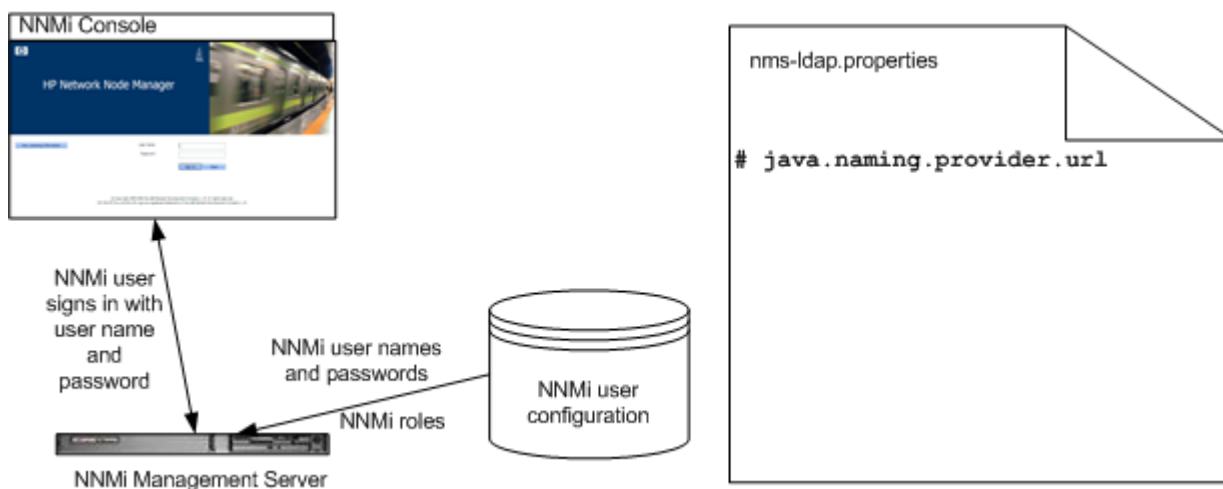 NNMi Console
hp
HP Network Node Manager
NNMi user
signs in with
user name
and
password
NNMi user names
and passwords
NNMi roles
NNMi user
configuration
NNMi Management Server
nms-ldap.properties
# java.naming.provider.url